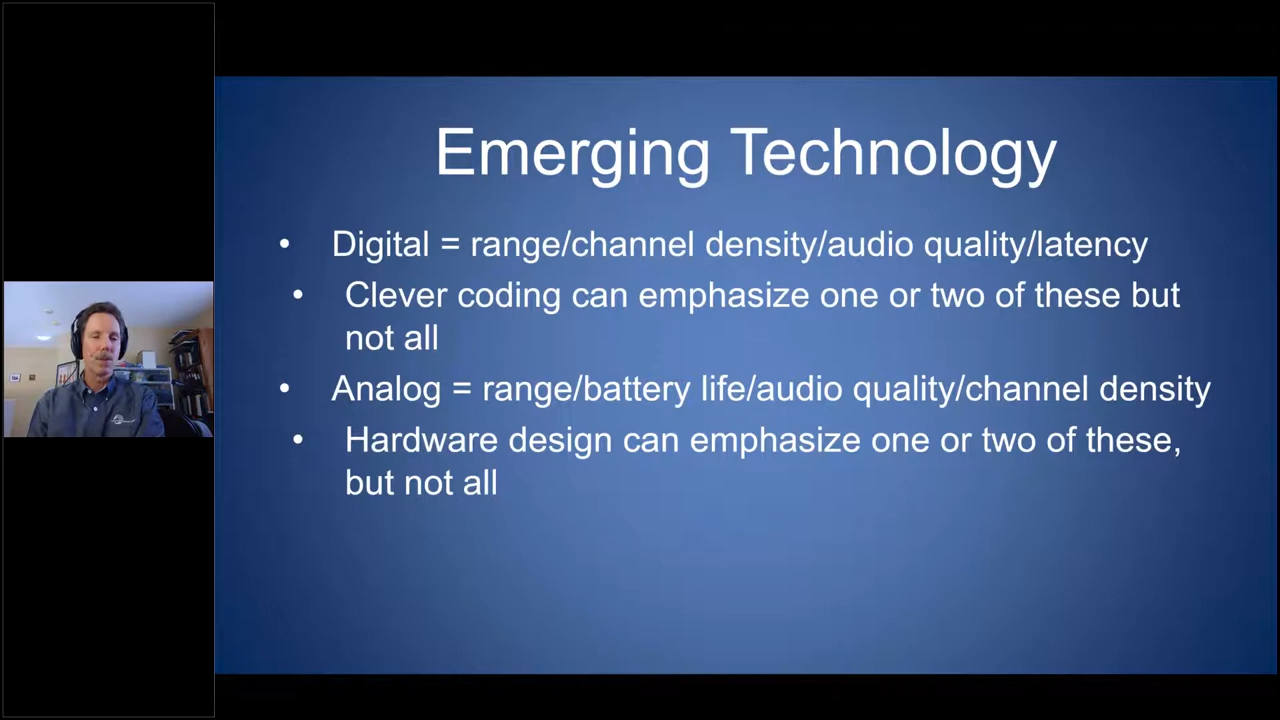 Emerging Technology
• Digital = range/channel density/audio quality/latency
• Clever coding can emphasize one or two of these but
not all
• Analog = range/battery life/audio quality/channel density
• Hardware design can emphasize one or two of these,
but not all